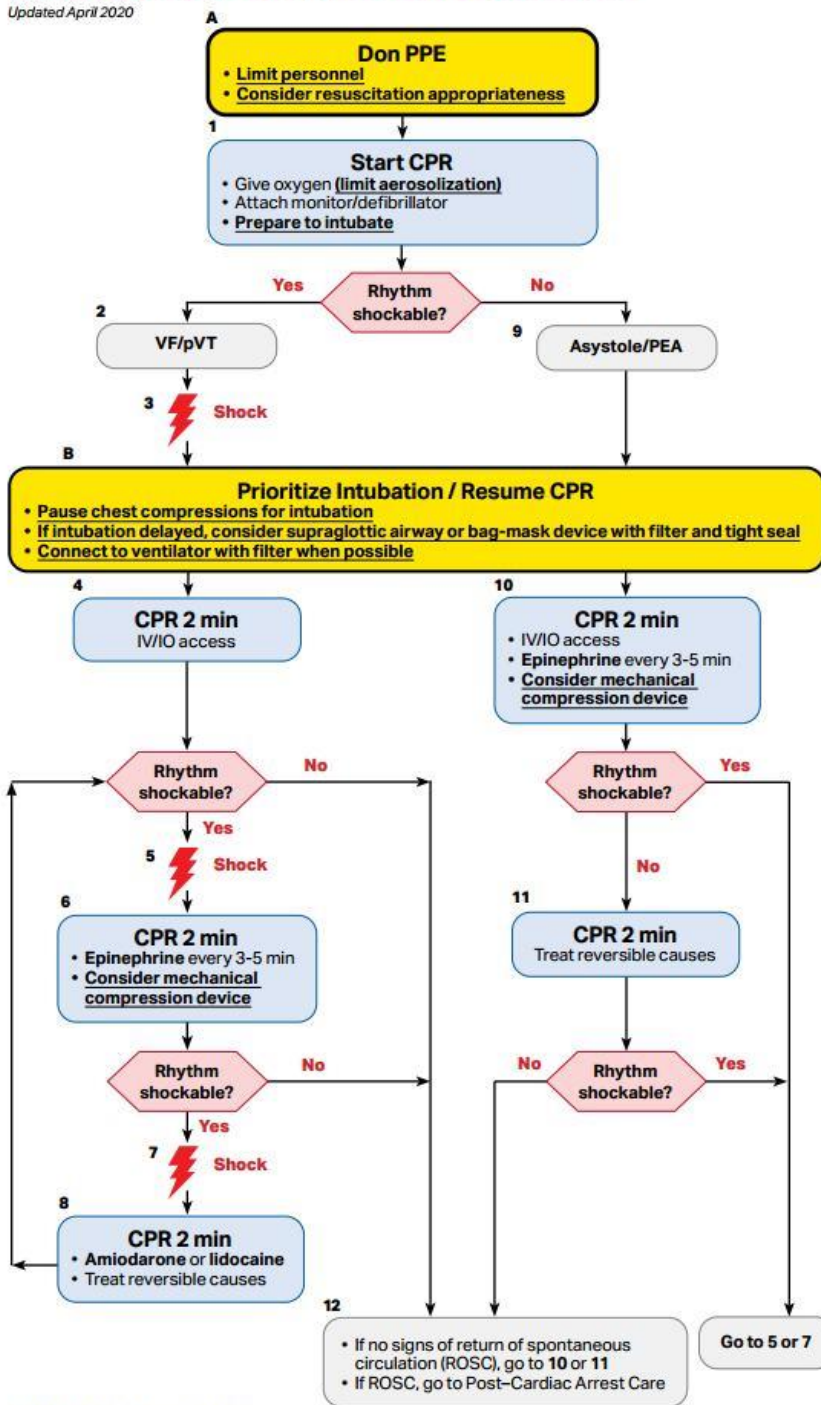 Updated April 2020
A
Don PPE
• Limit personnel
• Consider resuscitation appropriateness
1
Start CPR
• Give oxygen (limit aerosolization)
• Attach monitor/defibrillator
• Prepare to intubate
Yes
Rhythm
shockable?
No
2
VF/pVT
9
Asystole/PEA
3
Shock
B
Prioritize Intubation / Resume CPR
• Pause chest compressions for intubation
• If intubation delayed, consider supraglottic airway or bag-mask device with filter and tight seal
• Connect to ventilator with filter when possible
4
CPR 2 min
IV/IO access
10
CPR 2 min
• IV/IO access
• Epinephrine every 3-5 min
• Consider mechanical
compression device
Rhythm
shockable?
No
Yes
Rhythm
shockable?
Yes
No
5
Shock
6
CPR 2 min
• Epinephrine every 3-5 min
• Consider mechanical
compression device
11
CPR 2 min
Treat reversible causes
Rhythm
shockable?
No
Yes
No
Rhythm
shockable?
Yes
7
Shock
8
CPR 2 min
• Amiodarone or lidocaine
• Treat reversible causes
12
• If no signs of return of spontaneous
circulation (ROSC), go to 10 or 11
• If ROSC, go to Post–Cardiac Arrest Care
Go to 5 or 7